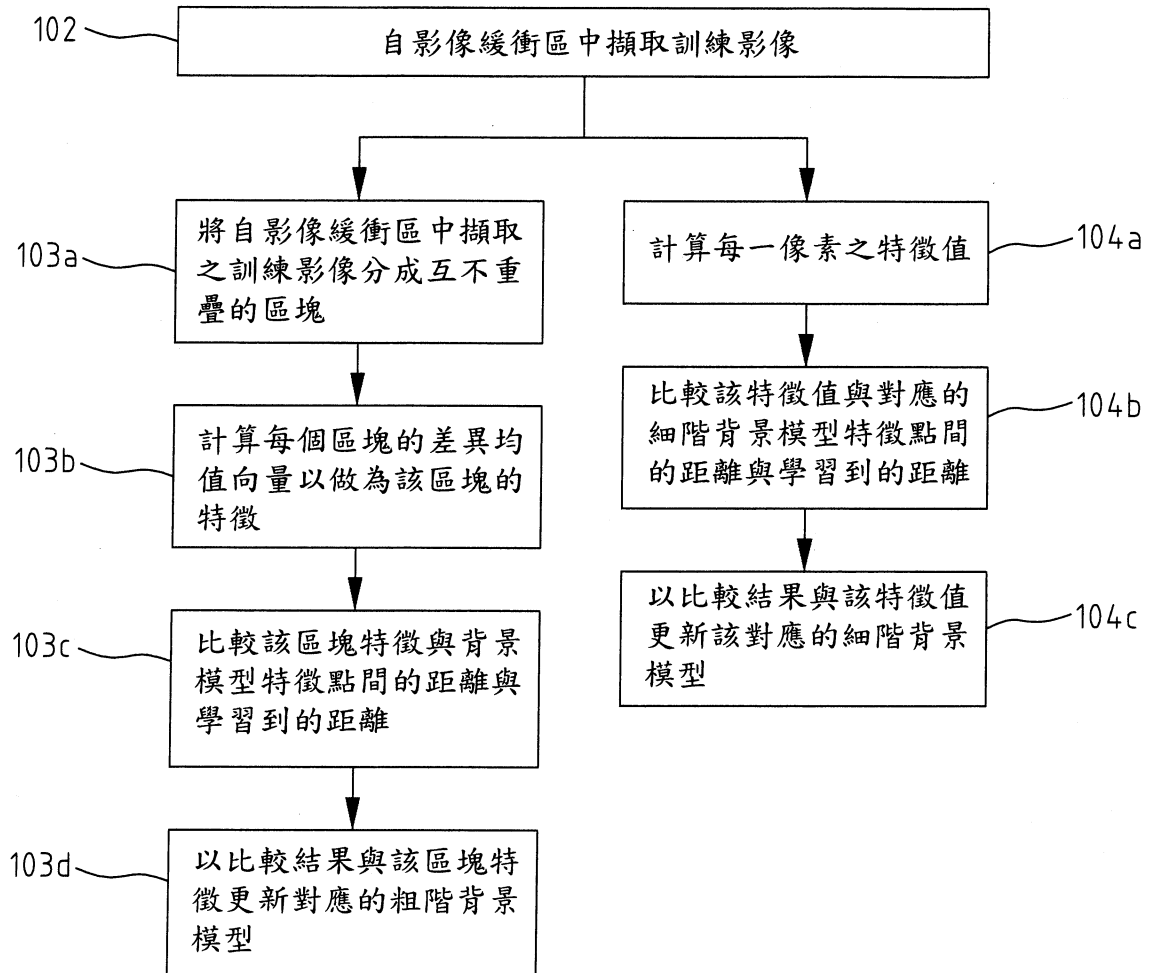 102
自影像緩衝區中擷取訓練影像
103a
將自影像緩衝區中擷取
之訓練影像分成互不重
疊的區塊
103b
計算每個區塊的差異均
值向量以做為該區塊的
特徵
103c
比較該區塊特徵與背景
模型特徵點間的距離與
學習到的距離
103d
以比較結果與該區塊特
徵更新對應的粗階背景
模型
104a
計算每一像素之特徵值
104b
比較該特徵值與對應的
細階背景模型特徵點間
的距離與學習到的距離
104c
以比較結果與該特徵值
更新該對應的細階背景
模型